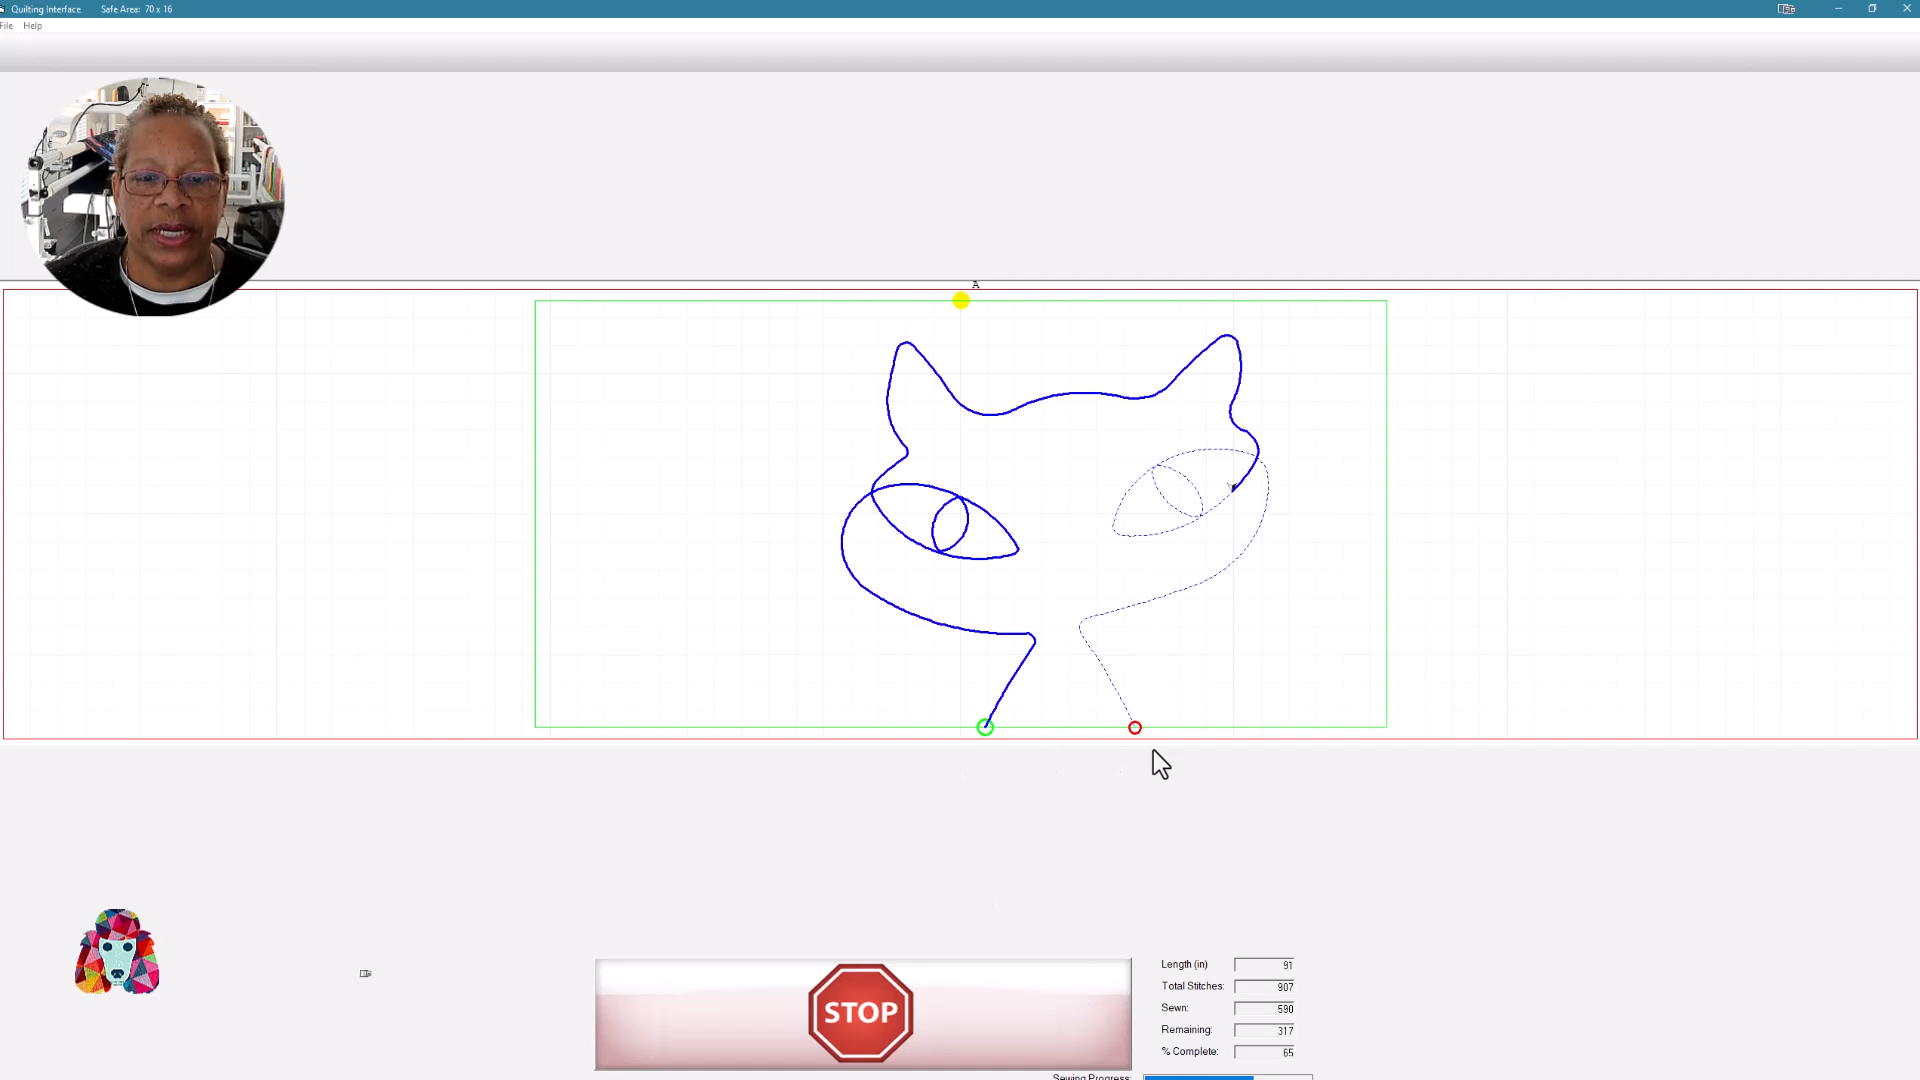 Quilting Interface Safe Area: 70 x 16
File Help
A
STOP
Length (in) 91
Total Stitches: 907
Sewn: 590
Remaining: 317
% Complete: 65
Sewing Progress: